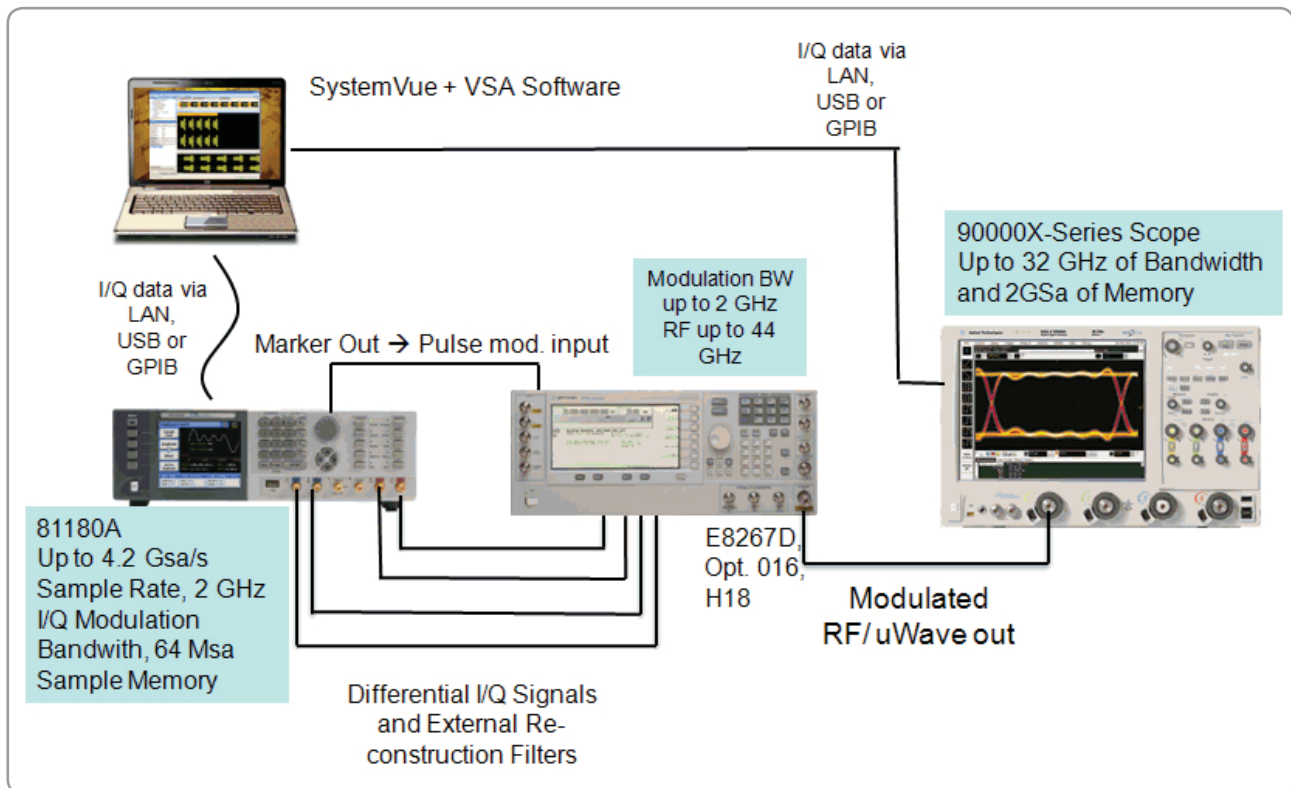 SystemVue + VSA Software
I/Q data via
LAN,
USB or
GPIB
90000X-Series Scope
Up to 32 GHz of Bandwidth
and 2GSa of Memory
Modulation BW
up to 2 GHz
RF up to 44
GHz
I/Q data via
LAN,
USB or
GPIB
Marker Out → Pulse mod. input
81180A
Up to 4.2 Gsa/s
Sample Rate, 2 GHz
I/Q Modulation
Bandwith, 64 Msa
Sample Memory
E8267D,
Opt. 016,
H18
Modulated
RF/ uWave out
Differential I/Q Signals
and External Re-
construction Filters